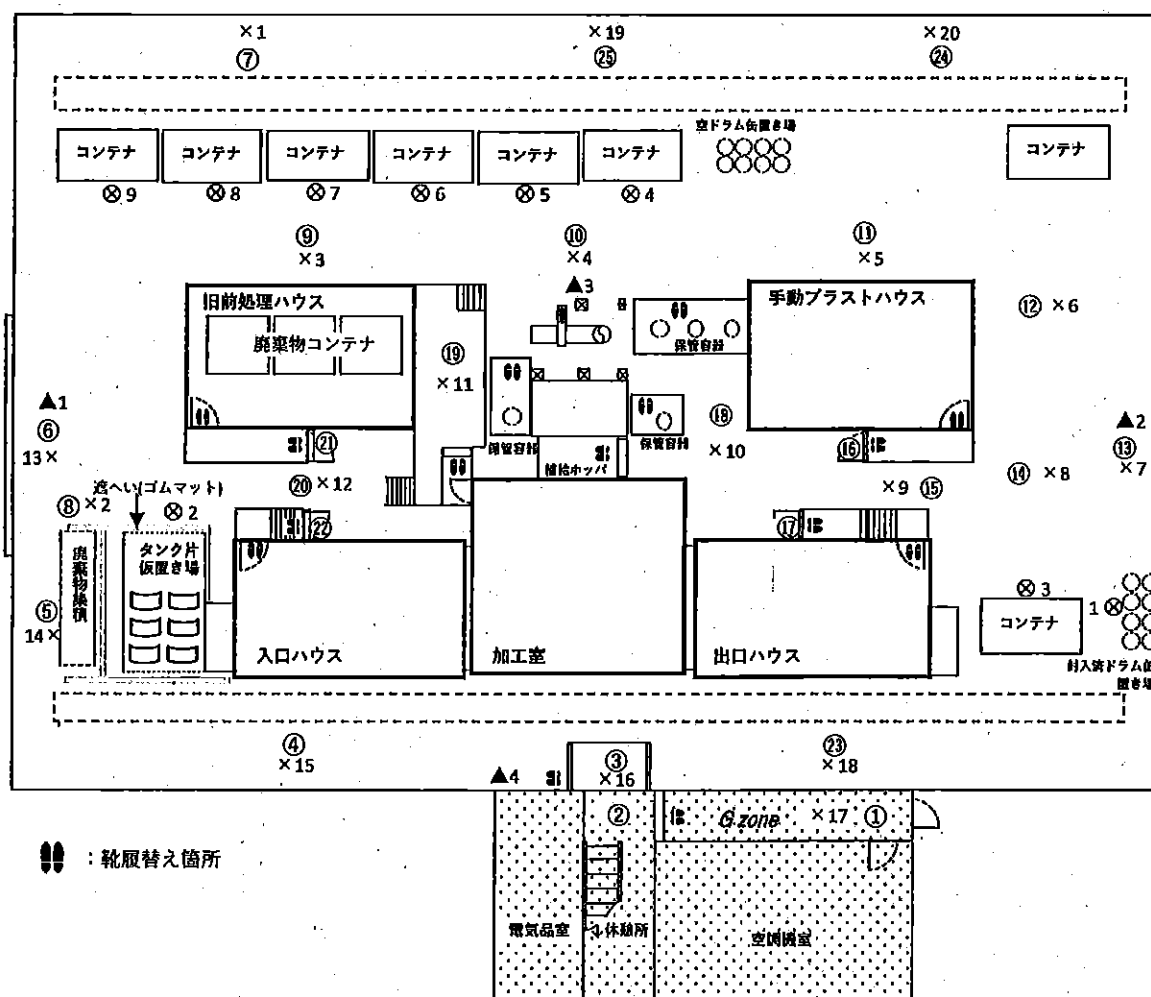 ×1 ×19 ×20
⑦ ㉕ ㉔
空ドラム缶置き場
コンテナ コンテナ コンテナ コンテナ コンテナ コンテナ コンテナ
⊗9 ⊗8 ⊗7 ⊗6 ⊗5 ⊗4
⑨ ⑩ ⑪
×3 ×4 ×5
▲3
旧前処理ハウス 手動ブラストハウス
⑫ ×6
廃棄物コンテナ 保管容器
⑲
×11
▲1 ⑱ ▲2
⑥ ㉑ 保管容器 保管容器 ×10 ⑯ ⑬
13× 補給ホッパ ⑭ ×8 ×7
遮へい(ゴムマット) ⑳ ×12 ×9 ⑮
⑧ ×2 ⊗2 ㉒ ⑰
廃棄物集積
タンク片
仮置き場
⑤ ⊗3 1⊗
14× コンテナ
入口ハウス 加工室 出口ハウス
封入済ドラム缶
置き場
④ ③ ㉓
×15 ▲4 ×16 ×18
② G zone ×17 ①
：靴履替え箇所
電気品室 休憩所 空調機室